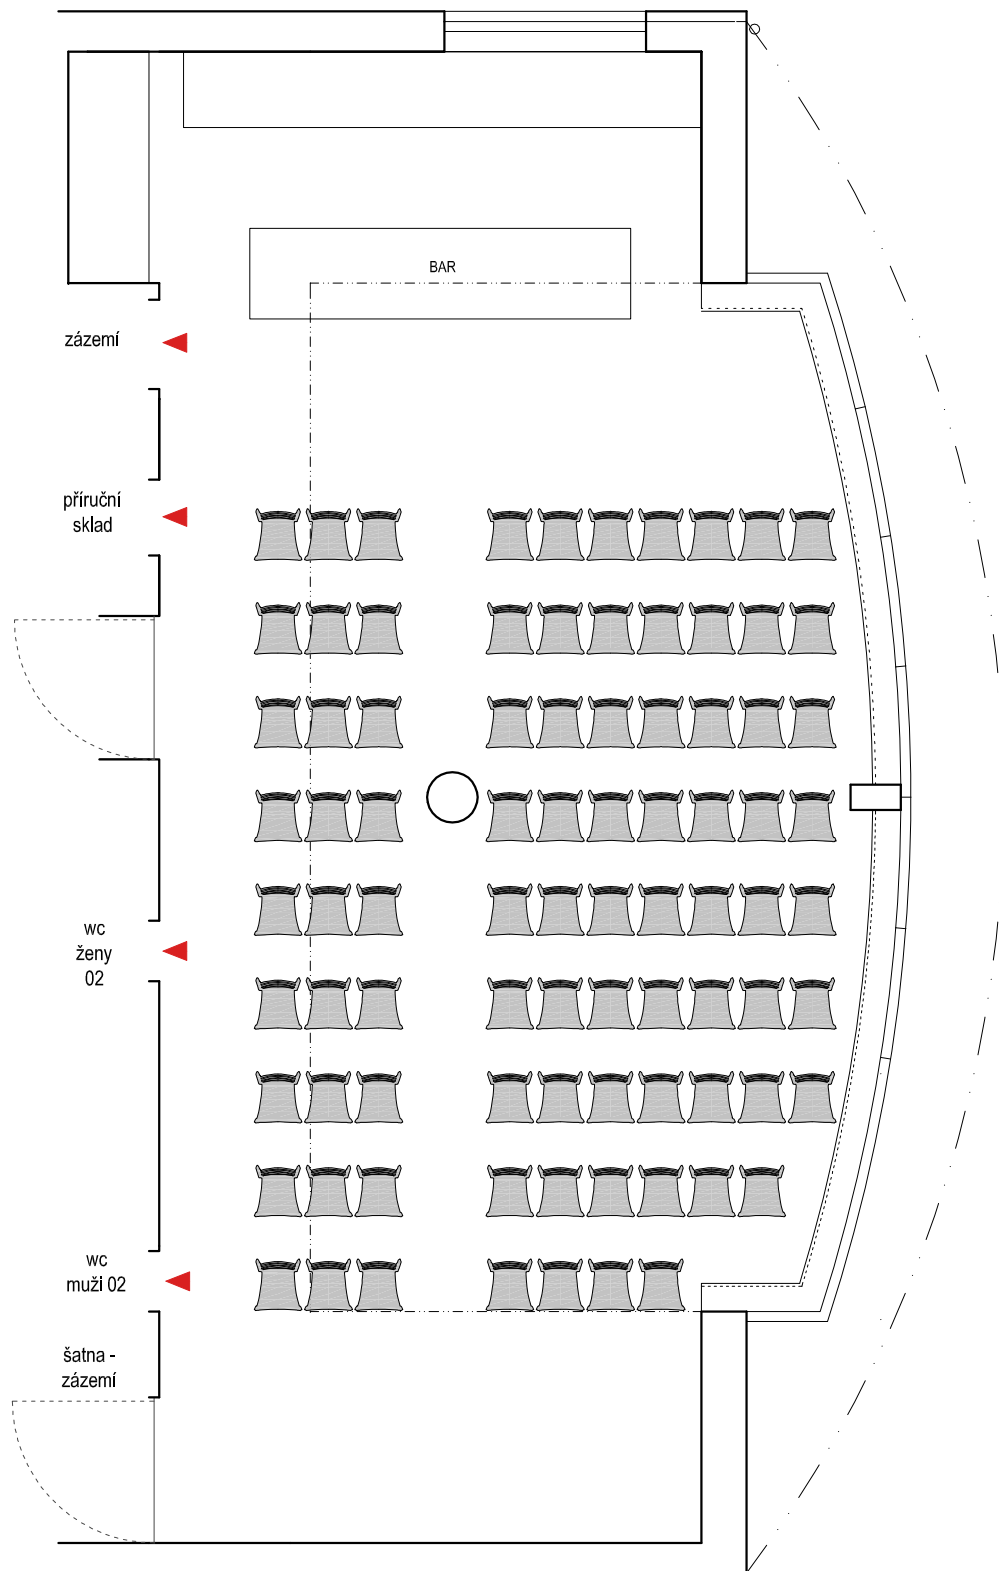 BAR
zázemí
příruční
sklad
wc
ženy
02
wc
muži 02
šatna -
zázemí